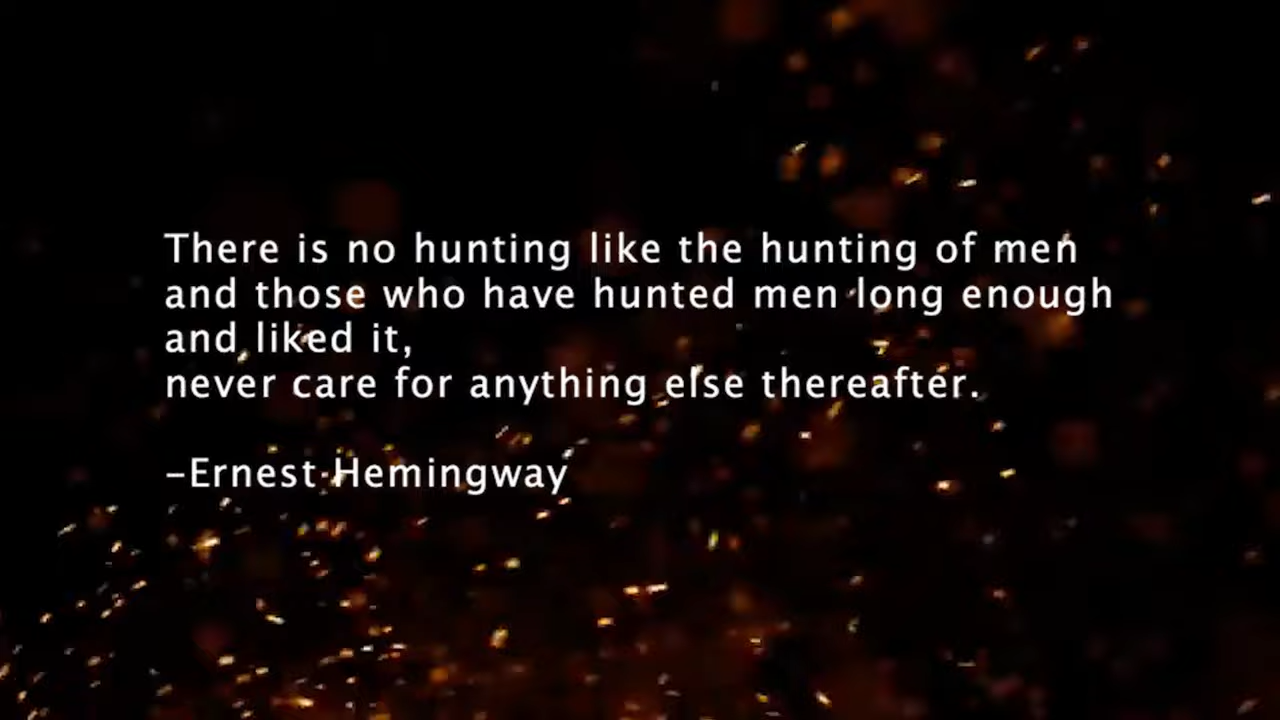 There is no hunting like the hunting of men
and those who have hunted men long enough
and liked it,
never care for anything else thereafter.
–Ernest Hemingway